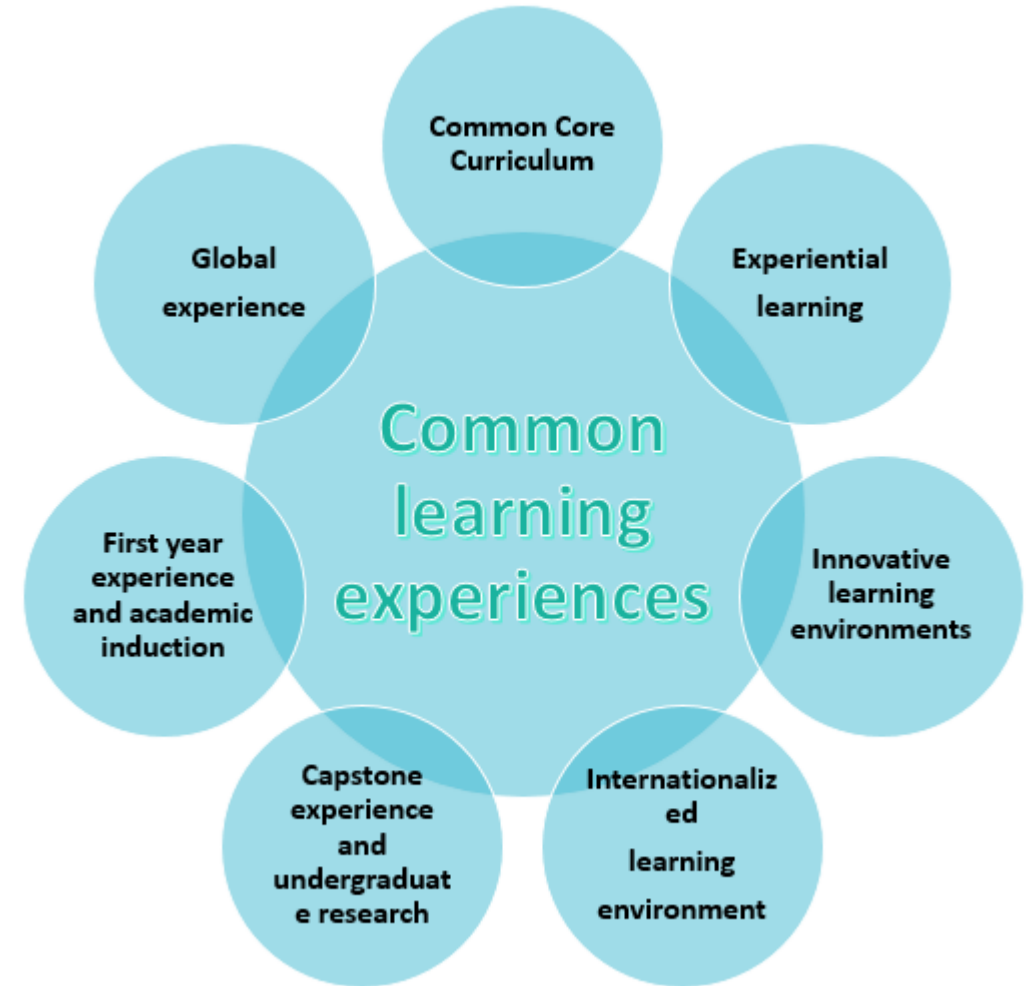 Common Core
Curriculum
Experiential
learning
Innovative
learning
environments
Internationaliz
ed
learning
environment
Capstone
experience
and
undergraduat
e research
First year
experience
and academic
induction
Global
experience
Common
learning
experiences